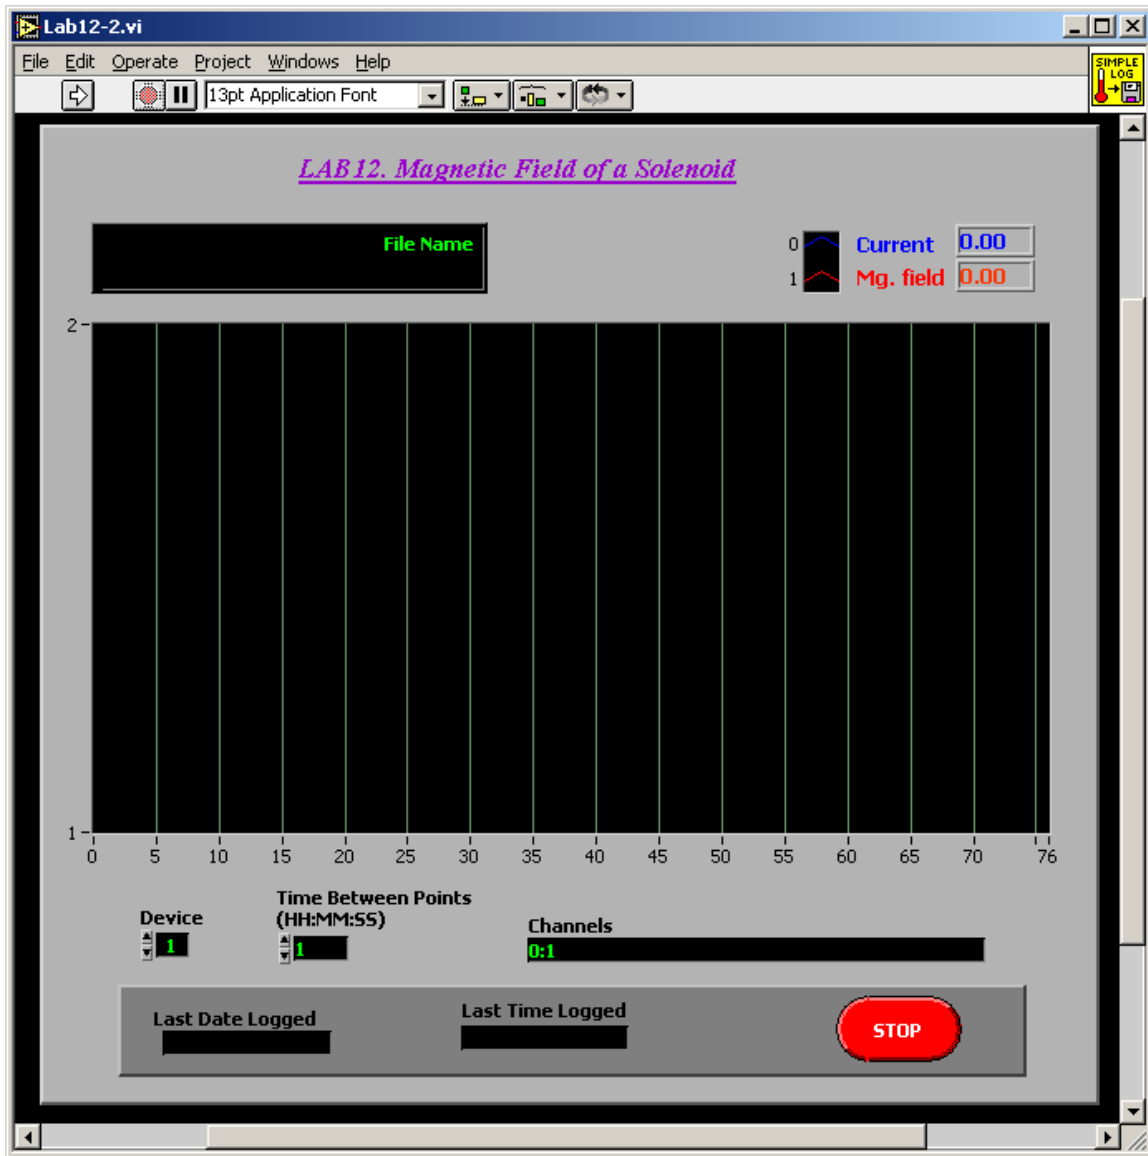 Lab12-2.vi
File Edit Operate Project Windows Help
SIMPLE
LOG
13pt Application Font
LAB12. Magnetic Field of a Solenoid
File Name
0 Current 0.00
1 Mg. field 0.00
2
1
0 5 10 15 20 25 30 35 40 45 50 55 60 65 70 76
Time Between Points
Device (HH:MM:SS) Channels
1 1 0:1
Last Date Logged Last Time Logged
STOP